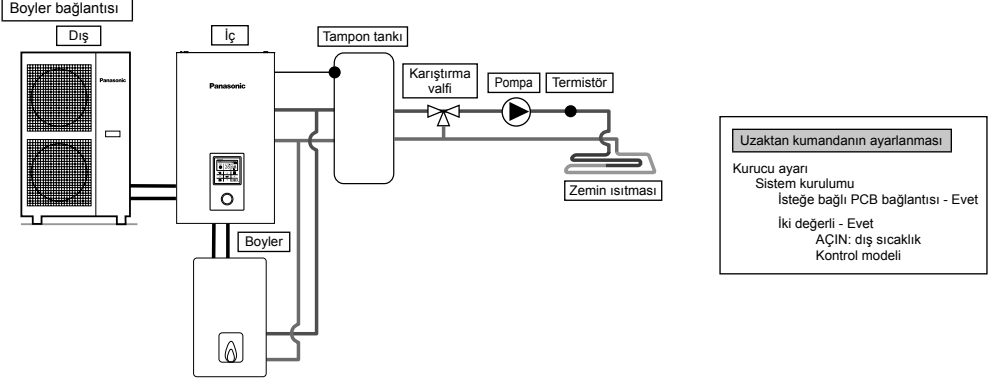 Boyler bağlantısı
Dış
İç
Tampon tankı
Panasonic
Panasonic
Karıştırma
valfi
Pompa
Termistör
Zemin ısıtması
Boyler
Uzaktan kumandanın ayarlanması
Kurucu ayarı
Sistem kurulumu
İsteğe bağlı PCB bağlantısı - Evet
İki değerli - Evet
AÇIN: dış sıcaklık
Kontrol modeli